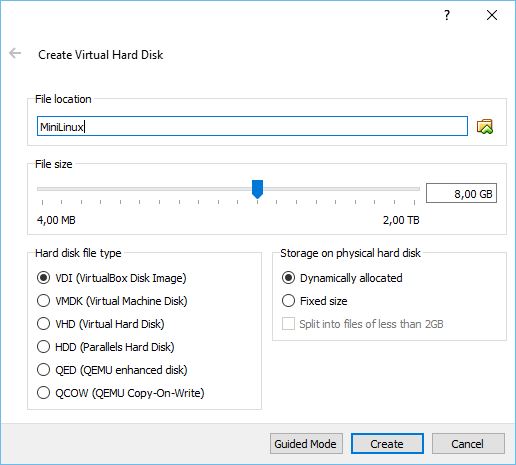 ?
Create Virtual Hard Disk
File location
MiniLinux
File size
8,00 GB
4,00 MB 2,00 TB
Hard disk file type
VDI (VirtualBox Disk Image)
VMDK (Virtual Machine Disk)
VHD (Virtual Hard Disk)
HDD (Parallels Hard Disk)
QED (QEMU enhanced disk)
QCOW (QEMU Copy-On-Write)
Storage on physical hard disk
Dynamically allocated
Fixed size
Split into files of less than 2GB
Guided Mode Create Cancel